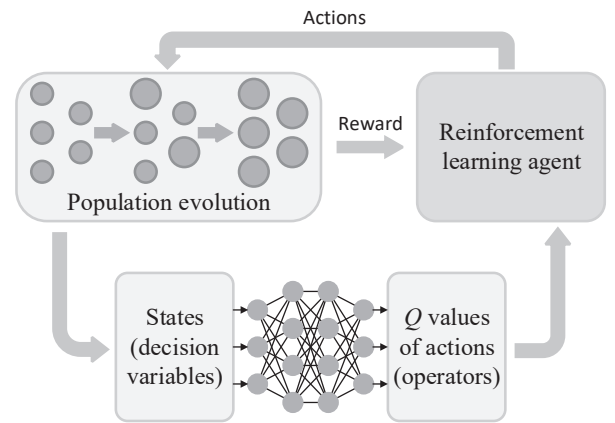 Actions
Reward
Reinforcement
learning agent
Population evolution
States
(decision
variables)
Q values
of actions
(operators)